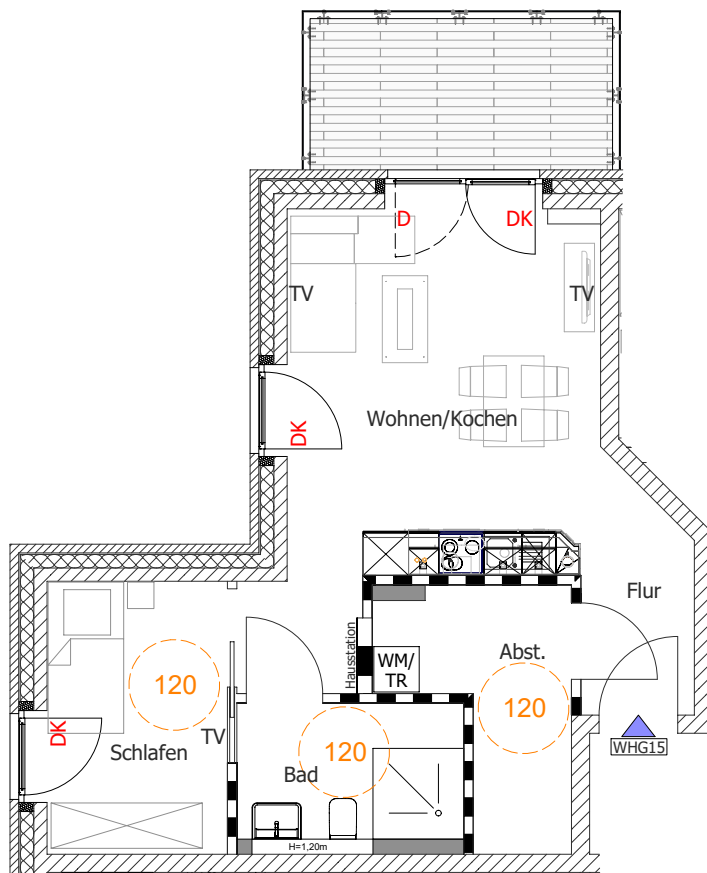 D
DK
TV
TV
DK
Wohnen/Kochen
Flur
Hausstation
WM/
TR
Abst.
120
120
DK
Schlafen
TV
120
Bad
WHG15
H=1,20m